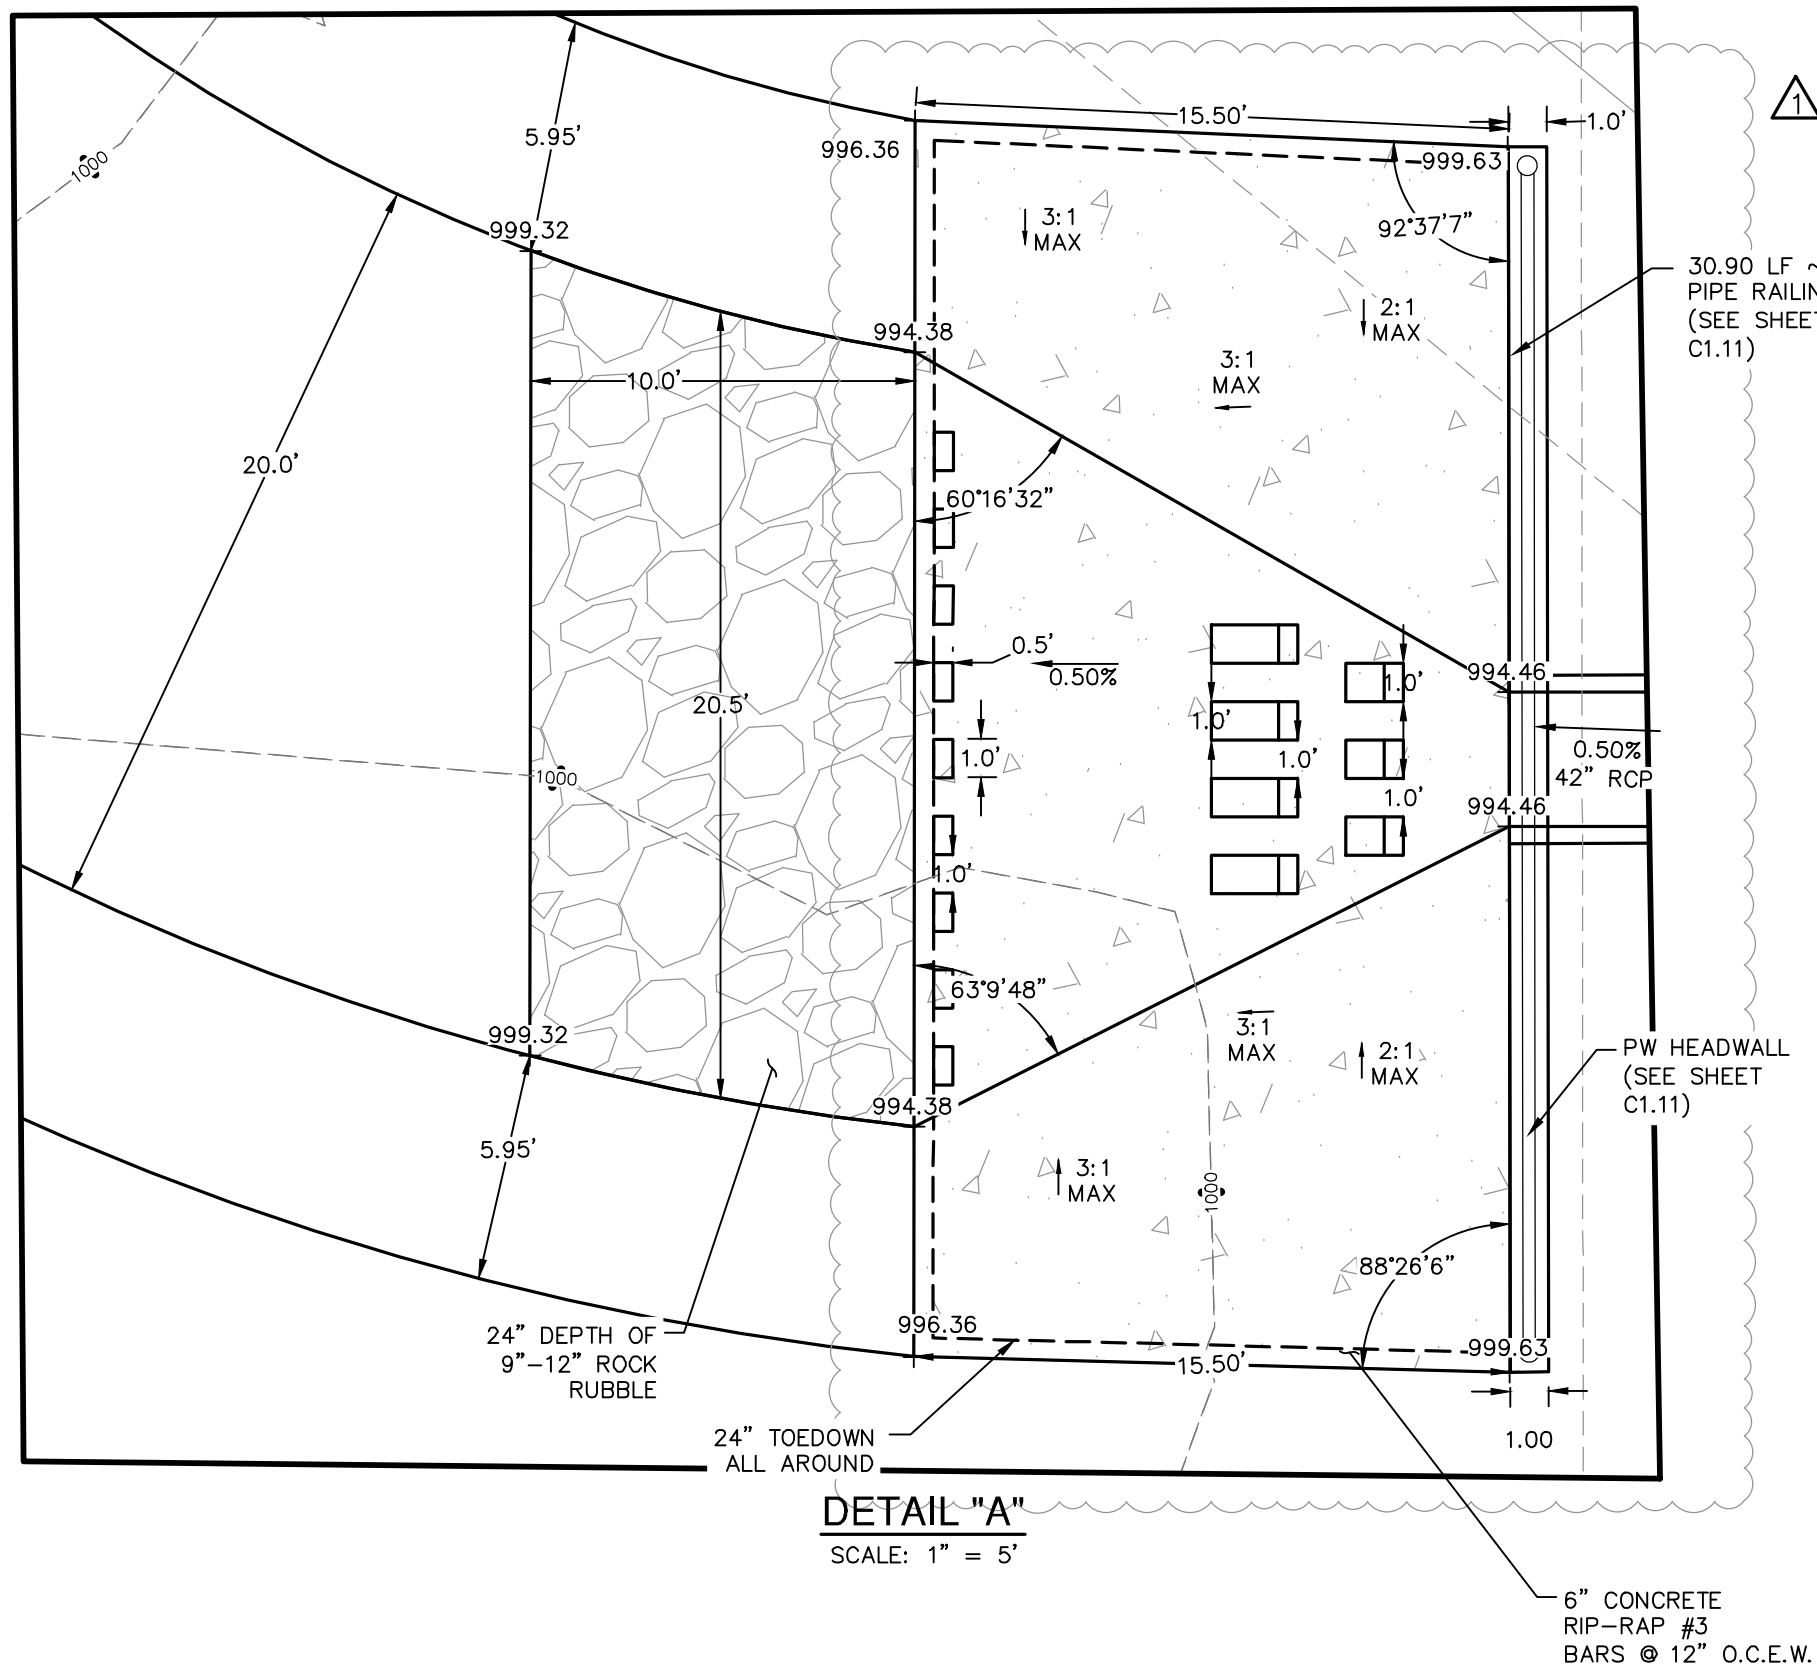 1000
5.95'
999.32
996.36
15.50'
1.0'
1
999.63
3:1
MAX
92°37'7"
2:1
MAX
3:1
MAX
30.90 LF ~
PIPE RAILIN
(SEE SHEET
C1.11)
994.38
10.0'
20.0'
60°16'32"
0.5'
0.50%
20.5'
1.0'
1.0'
1.0'
1.0'
1.0'
1.0'
994.46
0.50%
42" RCP
994.46
1000
63°9'48"
999.32
994.38
3:1
MAX
2:1
MAX
PW HEADWALL
(SEE SHEET
C1.11)
5.95'
3:1
MAX
1000
88°26'6"
996.36
999.63
15.50'
1.00
24" DEPTH OF
9"-12" ROCK
RUBBLE
24" TOEDOWN
ALL AROUND
DETAIL "A"
SCALE: 1" = 5'
6" CONCRETE
RIP-RAP #3
BARS @ 12" O.C.E.W.